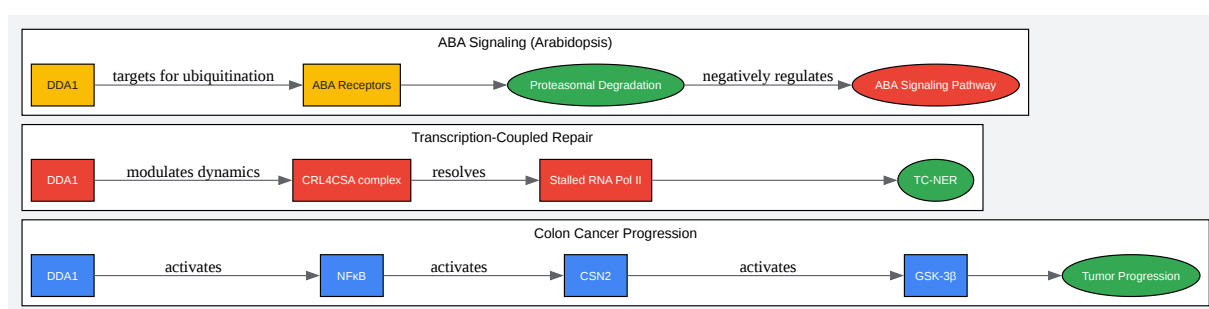 ABA Signaling (Arabidopsis)
DDA1 targets for ubiquitination ABA Receptors Proteasomal Degradation negatively regulates ABA Signaling Pathway
Transcription-Coupled Repair
DDA1 modulates dynamics CRL4CSA complex resolves Stalled RNA Pol II TC-NER
Colon Cancer Progression
DDA1 activates NFκB activates CSN2 activates GSK-3β Tumor Progression